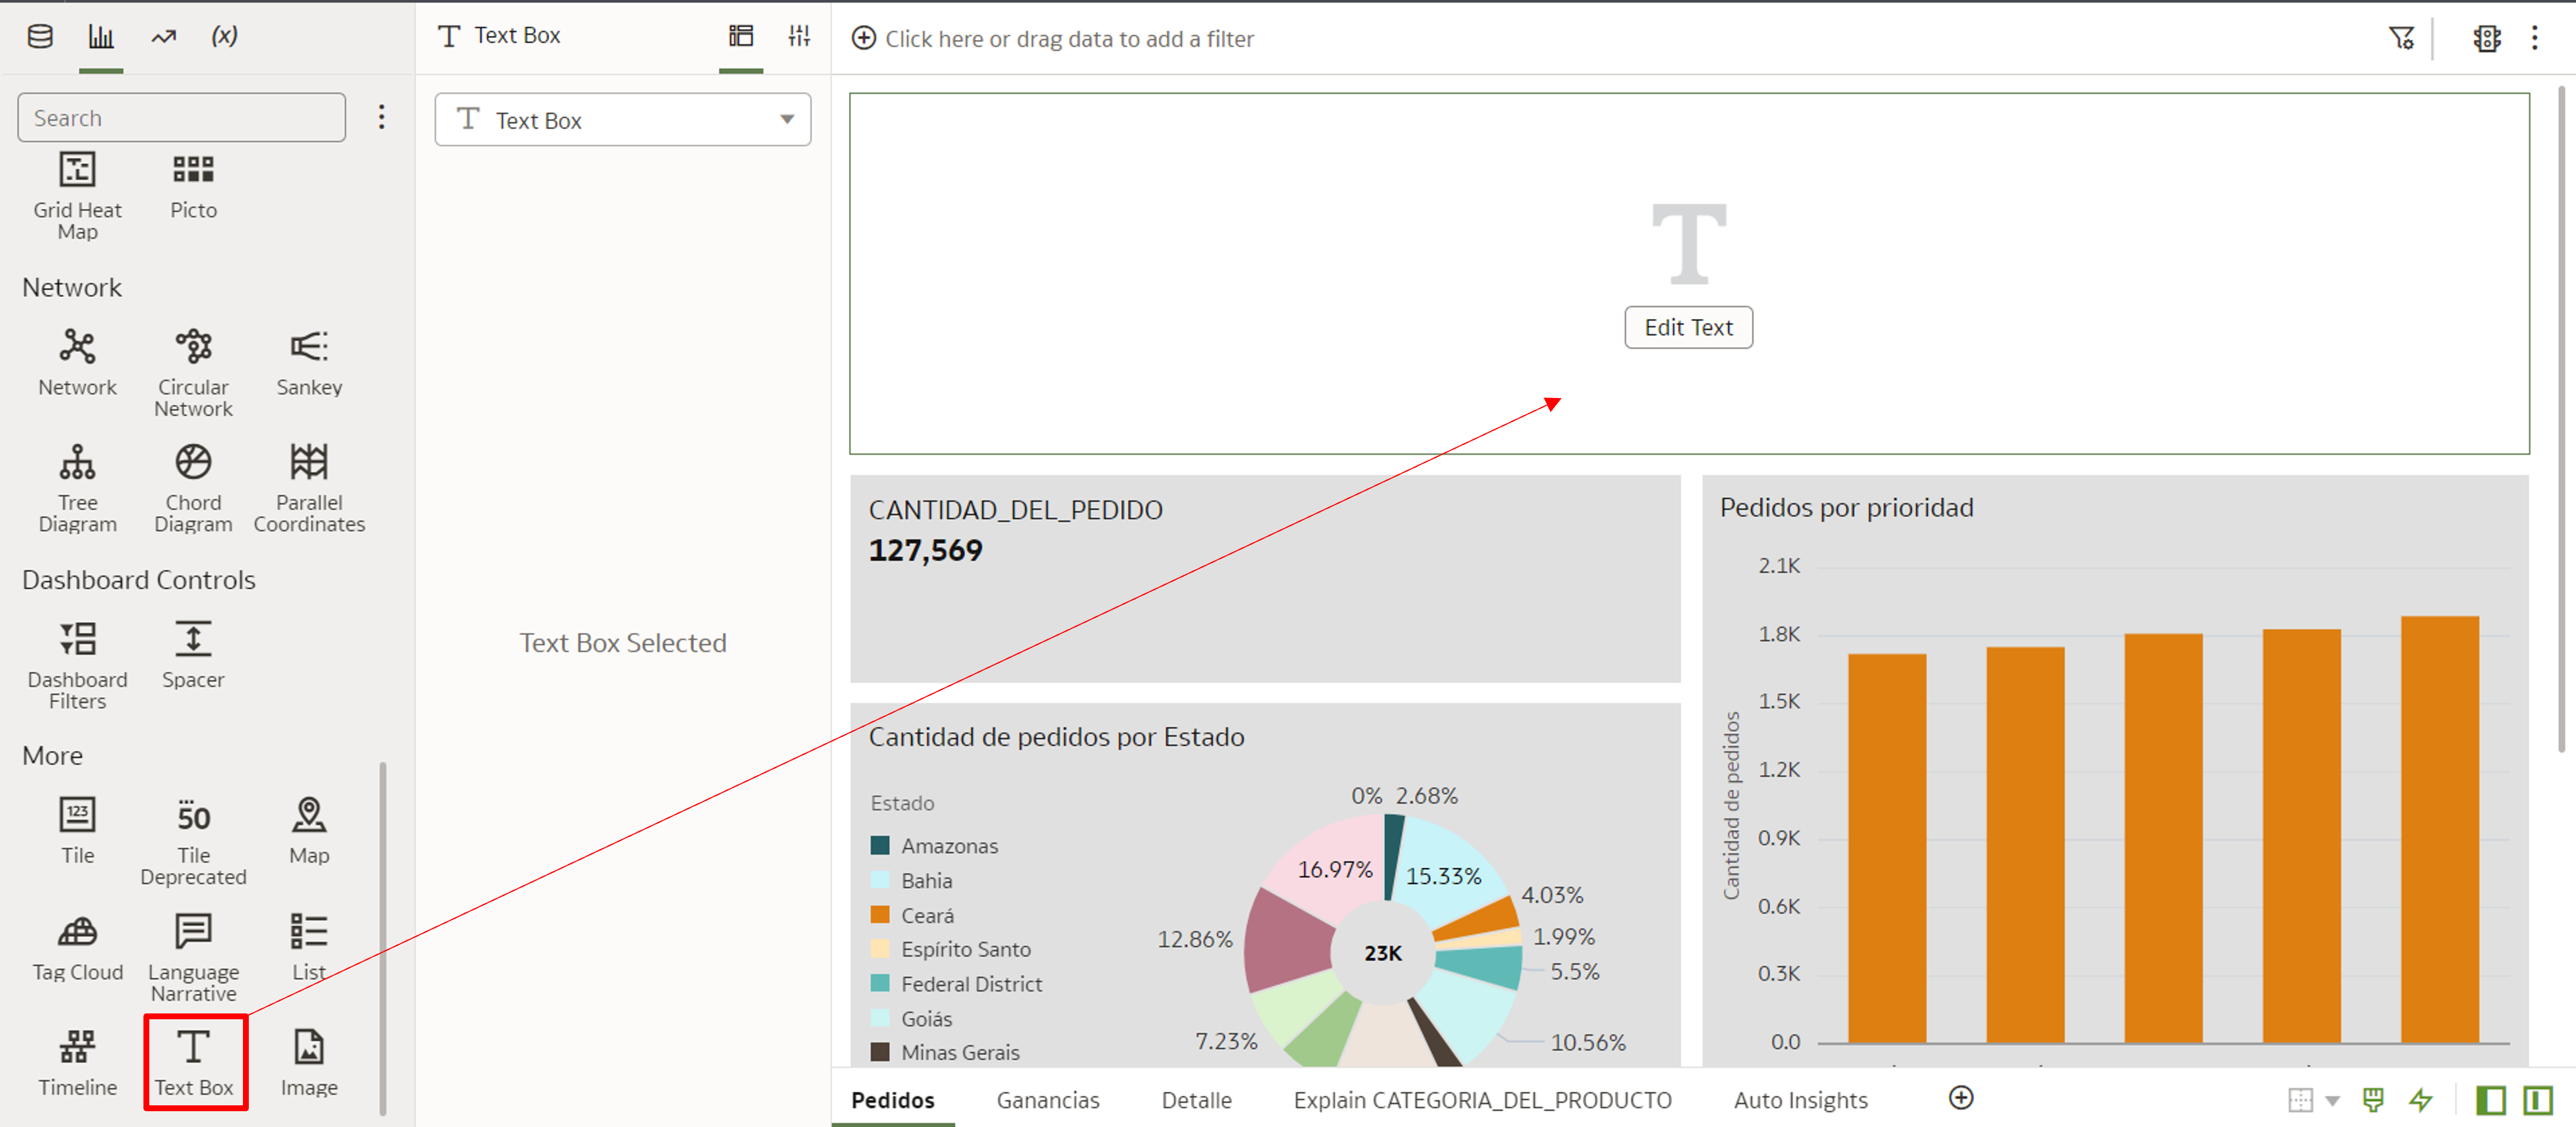 (x)
Search
Grid Heat
Map
Picto
Network
Network
Circular
Network
Sankey
Tree
Diagram
Chord
Diagram
Parallel
Coordinates
Dashboard Controls
Dashboard
Filters
Spacer
More
123
Tile
50
Tile
Deprecated
Map
Tag Cloud
Language
Narrative
List
Timeline
T
Text Box
Image
T Text Box
T Text Box
Text Box Selected
Click here or drag data to add a filter
T
Edit Text
CANTIDAD_DEL_PEDIDO
127,569
Cantidad de pedidos por Estado
Estado
Amazonas
Bahia
Ceará
Espírito Santo
Federal District
Goiás
Minas Gerais
0% 2.68%
16.97% 15.33%
4.03%
12.86%
1.99%
23K
5.5%
7.23%
10.56%
Pedidos por prioridad
Cantidad de pedidos
2.1K
1.8K
1.5K
1.2K
0.9K
0.6K
0.3K
0.0
Pedidos
Ganancias
Detalle
Explain CATEGORIA_DEL_PRODUCTO
Auto Insights